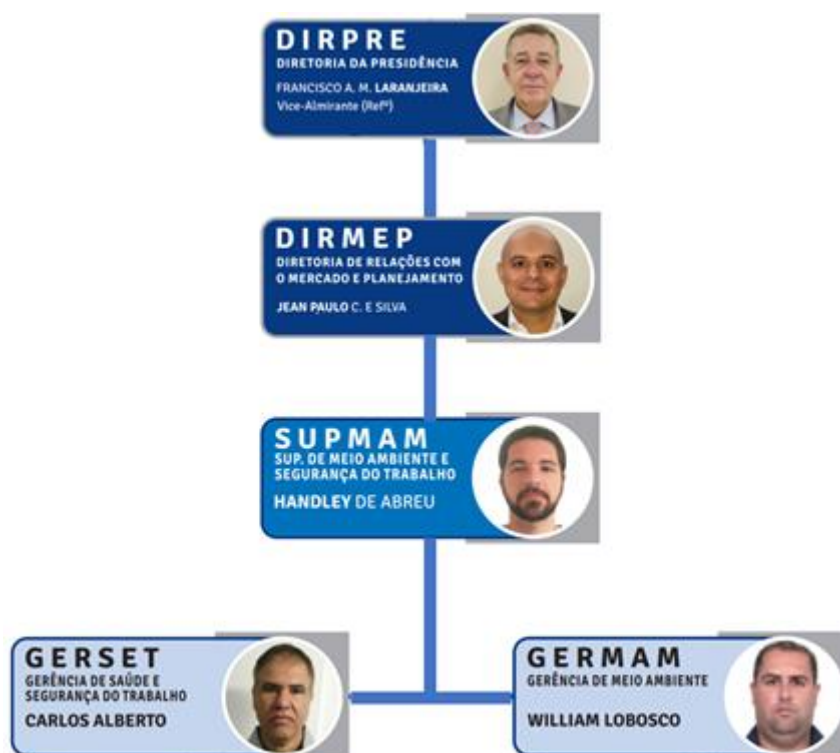 DIRPRE
DIRETORIA DA PRESIDÊNCIA
FRANCISCO A. M. LARANJEIRA
Vice-Almirante (Refº)
DIRMEP
DIRETORIA DE RELAÇÕES COM
O MERCADO E PLANEJAMENTO
JEAN PAULO C. E SILVA
SUPMAM
SUP. DE MEIO AMBIENTE E
SEGURANÇA DO TRABALHO
HANDLEY DE ABREU
GERSET
GERÊNCIA DE SAÚDE E
SEGURANÇA DO TRABALHO
CARLOS ALBERTO
GERMAM
GERÊNCIA DE MEIO AMBIENTE
WILLIAM LOBOSCO